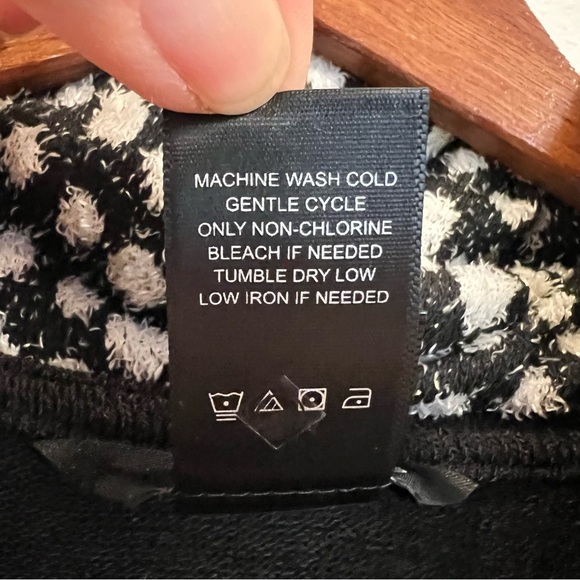 MACHINE WASH COLD
GENTLE CYCLE
ONLY NON-CHLORINE
BLEACH IF NEEDED
TUMBLE DRY LOW
LOW IRON IF NEEDED